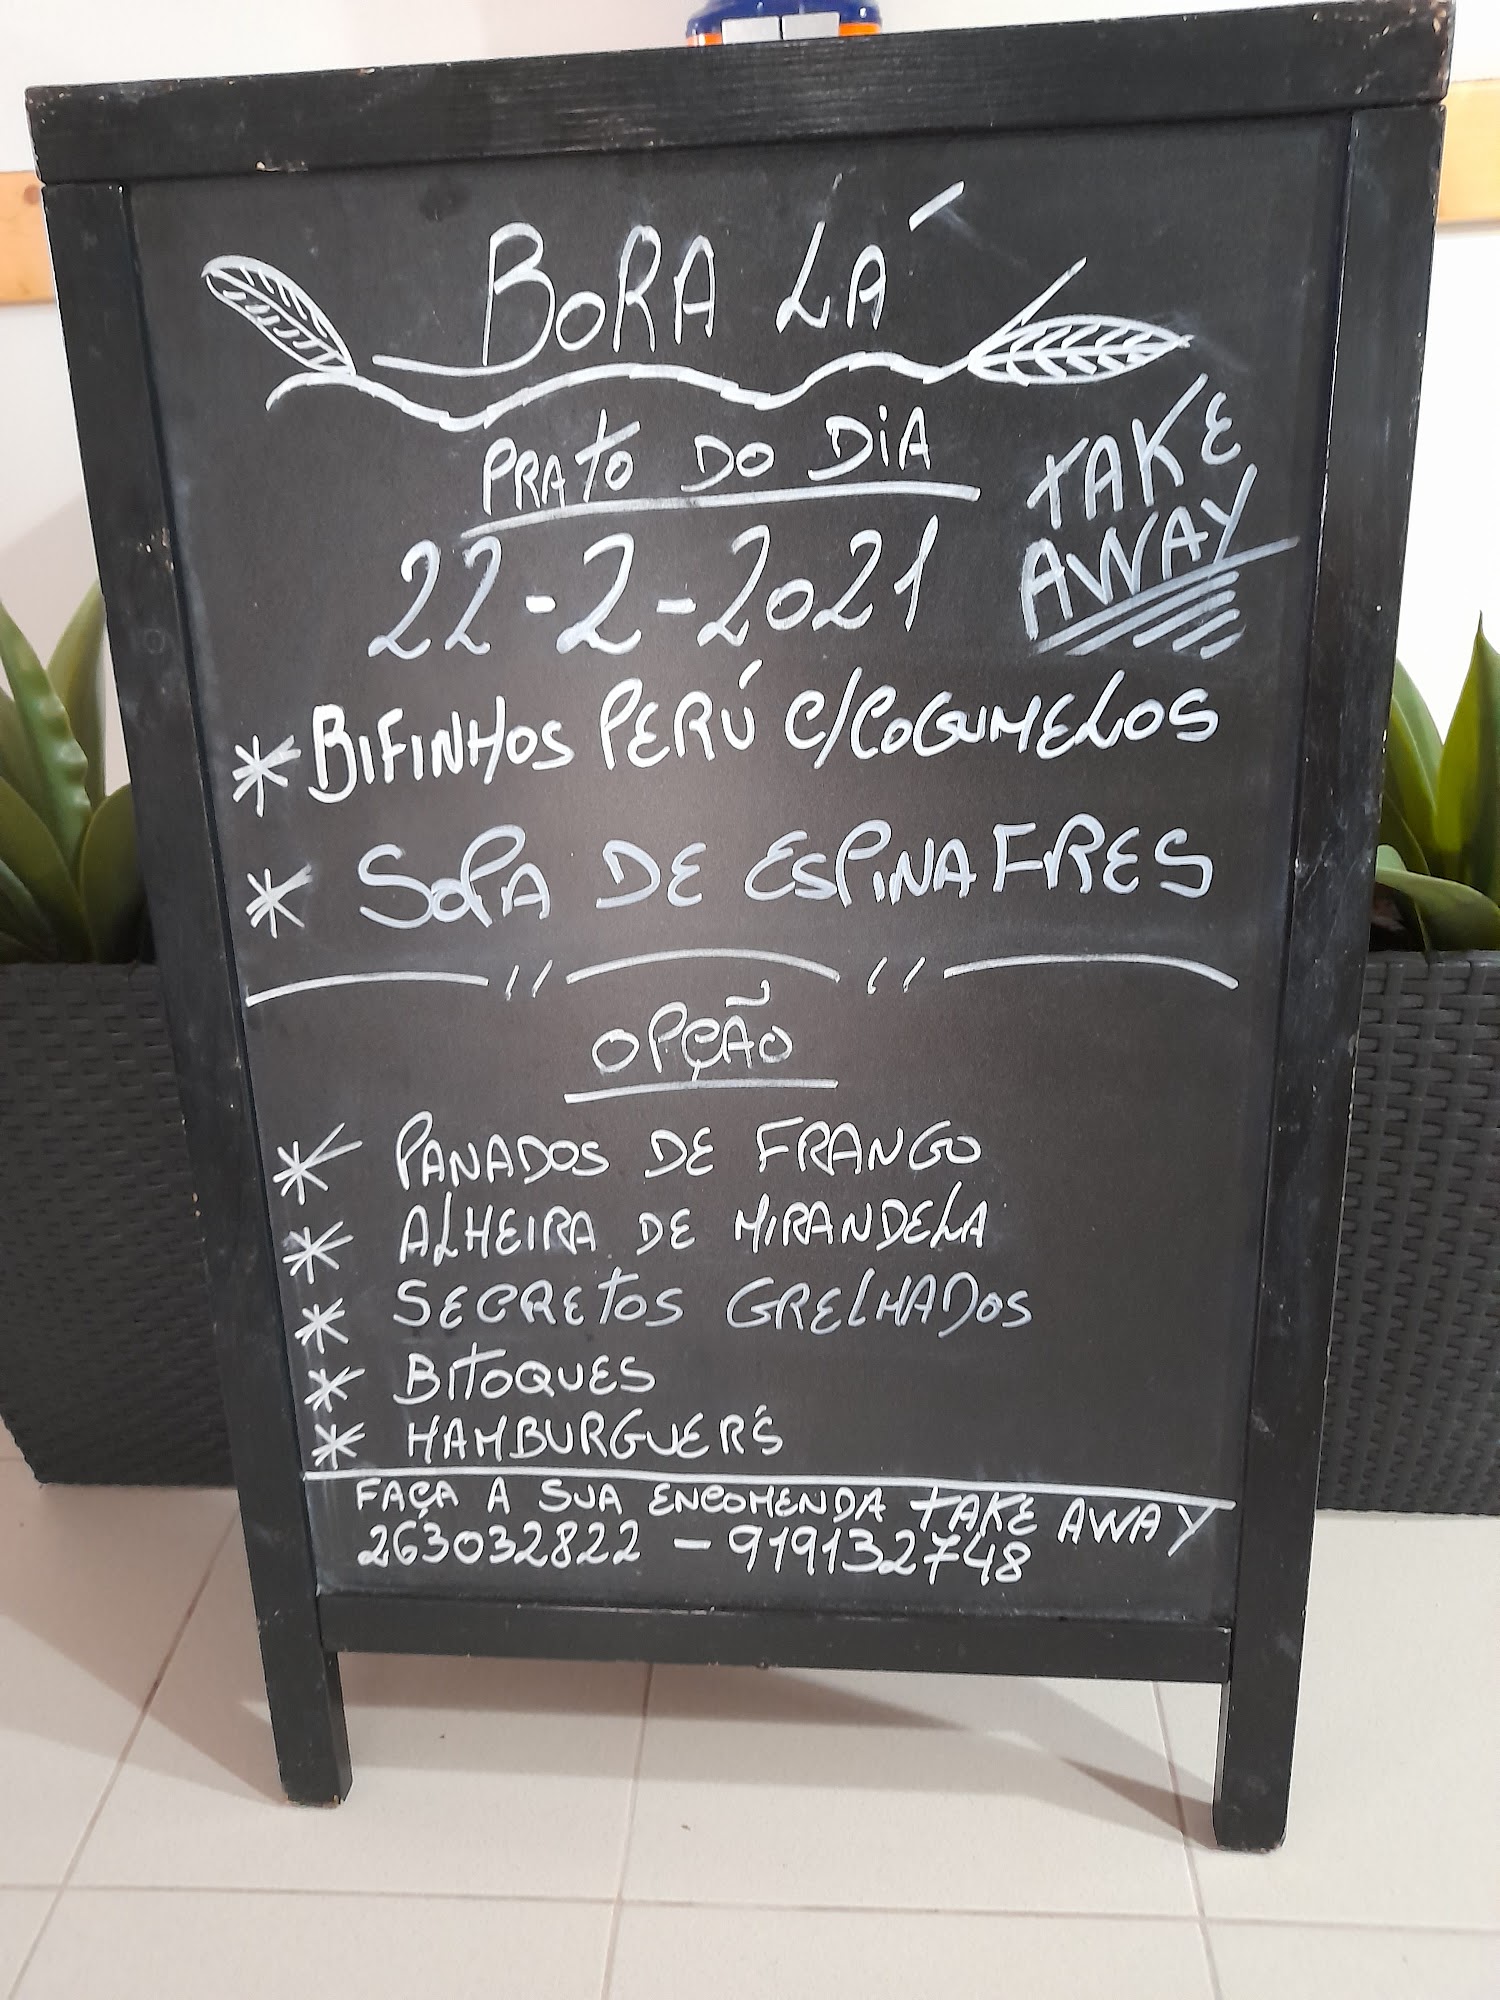 BORA LÁ
PRATO DO DIA
TAKE
AWAY
22-2-2021
* BIFINHOS PERÚ C/COGUMELOS
* SOPA DE ESPINAFRES
OPÇÃO
* PANADOS DE FRANGO
* ALHEIRA DE MIRANDELA
* SECRETOS GRELHADOS
* BITOQUES
* HAMBURGUER'S
FAÇA A SUA ENCOMENDA TAKE AWAY
263032822 - 919132748